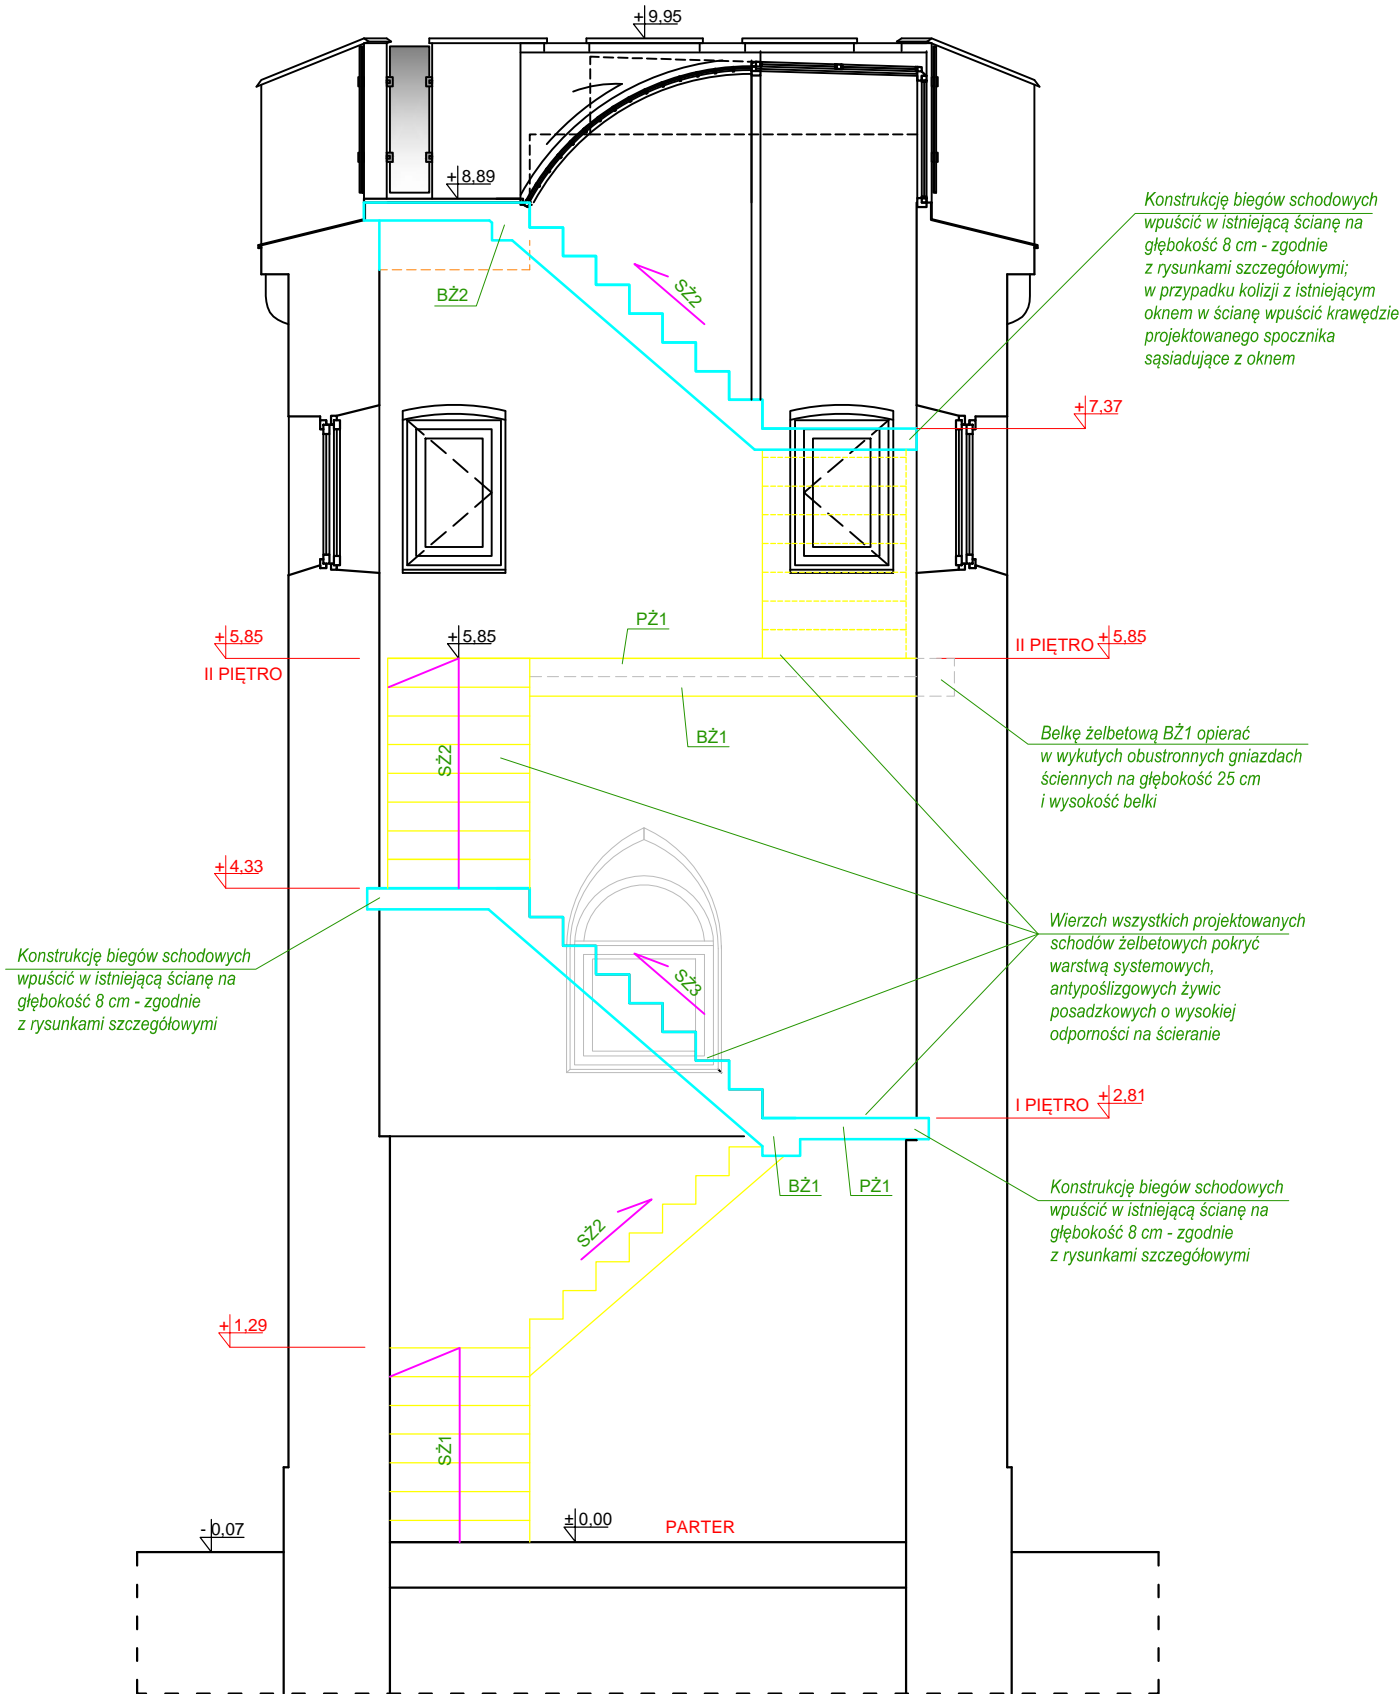 +9,95
+8,89
Konstrukcję biegów schodowych
wpuścić w istniejącą ścianę na
głębokość 8 cm - zgodnie
z rysunkami szczegółowymi;
w przypadku kolizji z istniejącym
oknem w ścianę wpuścić krawędzie
projektowanego spocznika
sąsiadujące z oknem
BŻ2
SŻ2
+7,37
+5,85
II PIĘTRO
+5,85
PŻ1
II PIĘTRO
+5,85
BŻ1
SŻ2
Belkę żelbetową BŻ1 opierać
w wykutych obustronnych gniazdach
ściennych na głębokość 25 cm
i wysokość belki
+4,33
Konstrukcję biegów schodowych
wpuścić w istniejącą ścianę na
głębokość 8 cm - zgodnie
z rysunkami szczegółowymi
SŻ3
Wierzch wszystkich projektowanych
schodów żelbetowych pokryć
warstwą systemowych,
antypoślizgowych żywic
posadzkowych o wysokiej
odporności na ścieranie
I PIĘTRO
+2,81
BŻ1
PŻ1
Konstrukcję biegów schodowych
wpuścić w istniejącą ścianę na
głębokość 8 cm - zgodnie
z rysunkami szczegółowymi
SŻ2
+1,29
SŻ1
-0,07
±0,00
PARTER